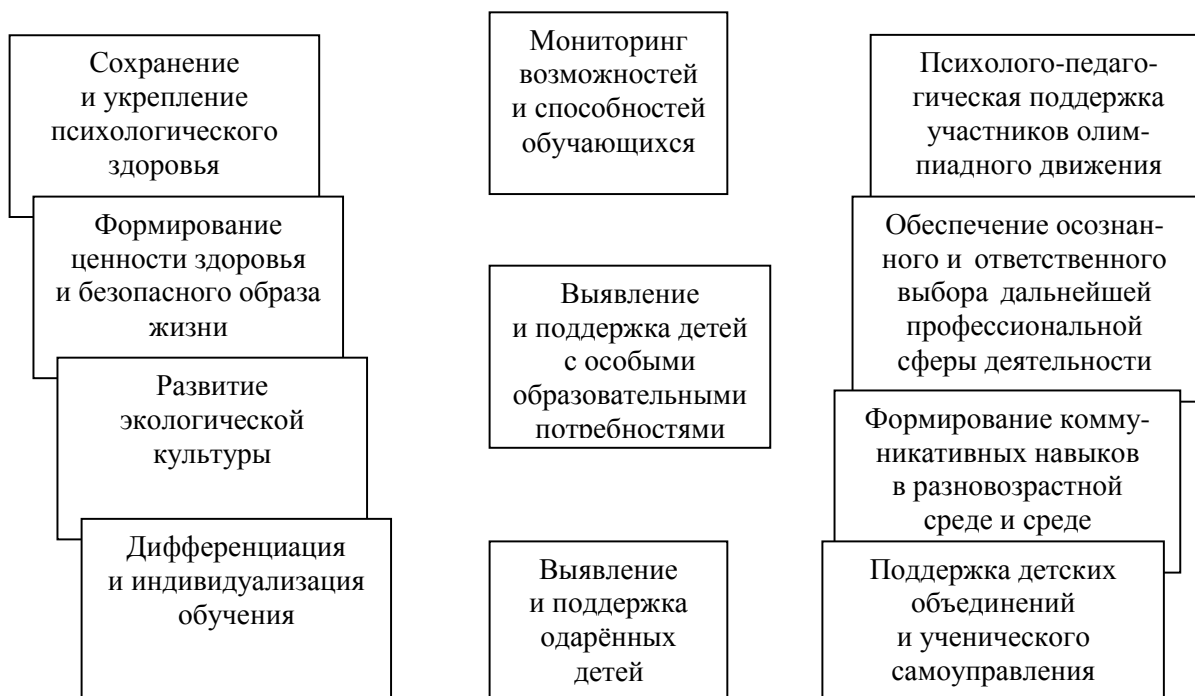 Сохранение
и укрепление
психологического
здоровья
Формирование
ценности здоровья
и безопасного образа
жизни
Развитие
экологической
культуры
Дифференциация
и индивидуализация
обучения
Мониторинг
возможностей
и способностей
обучающихся
Выявление
и поддержка детей
с особыми
образовательными
потребностями
Выявление
и поддержка
одарённых
детей
Психолого-педаго-
гическая поддержка
участников олим-
пиадного движения
Обеспечение осознан-
ного и ответственного
выбора дальнейшей
профессиональной
сферы деятельности
Формирование комму-
никативных навыков
в разновозрастной
среде и среде
Поддержка детских
объединений
и ученического
самоуправления